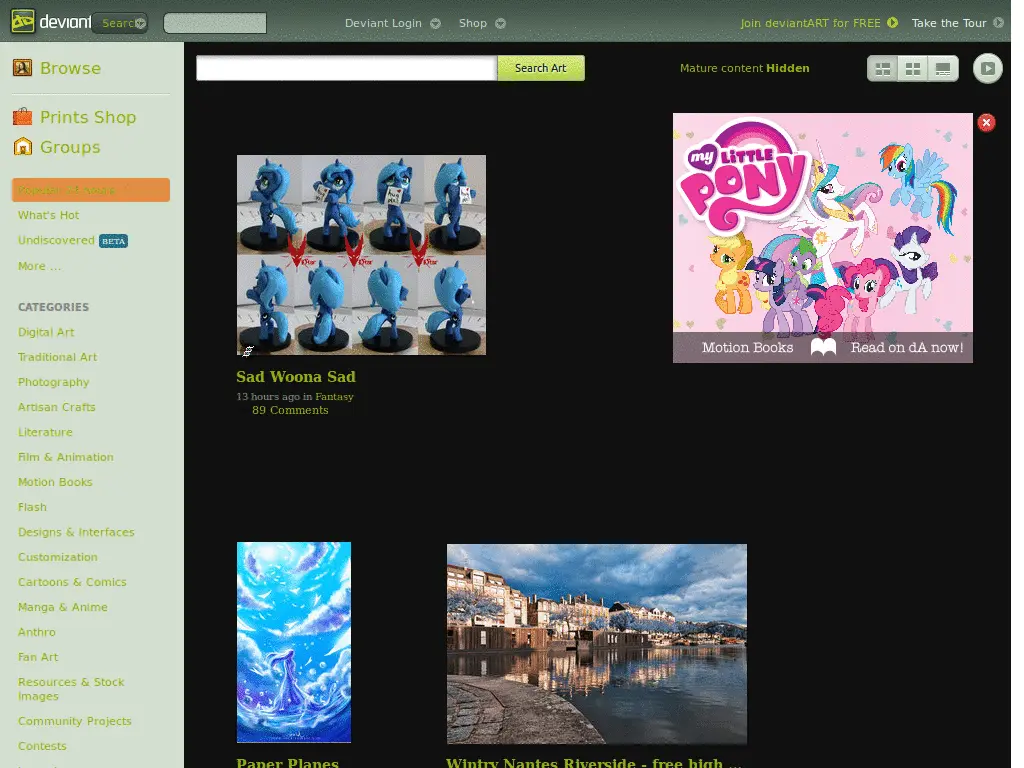 deviant
Search
Deviant Login
Shop
Join deviantART for FREE
Take the Tour
Browse
Search Art
Mature content Hidden
Prints Shop
Groups
What's Hot
Undiscovered BETA
More ...
CATEGORIES
Digital Art
Traditional Art
Photography
Artisan Crafts
Literature
Film & Animation
Motion Books
Flash
Designs & Interfaces
Customization
Cartoons & Comics
Manga & Anime
Anthro
Fan Art
Resources & Stock
Images
Community Projects
Contests
Sad Woona Sad
13 hours ago in Fantasy
89 Comments
my
LiTTLE
PONY
Motion Books
Read on dA now!
Paper Planes
Wintry Nantes Riverside - free high ...